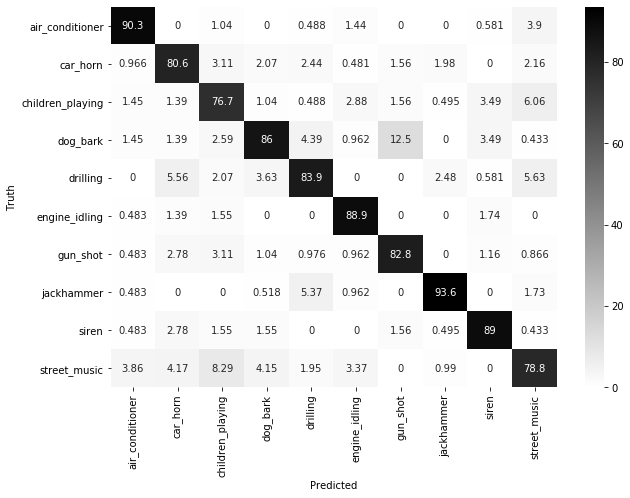 air_conditioner 90.3 0 1.04 0 0.488 1.44 0 0 0.581 3.9
car_horn 0.966 80.6 3.11 2.07 2.44 0.481 1.56 1.98 0 2.16
children_playing 1.45 1.39 76.7 1.04 0.488 2.88 1.56 0.495 3.49 6.06
dog_bark 1.45 1.39 2.59 86 4.39 0.962 12.5 0 3.49 0.433
drilling 0 5.56 2.07 3.63 83.9 0 0 2.48 0.581 5.63
engine_idling 0.483 1.39 1.55 0 0 88.9 0 0 1.74 0
gun_shot 0.483 2.78 3.11 1.04 0.976 0.962 82.8 0 1.16 0.866
jackhammer 0.483 0 0 0.518 5.37 0.962 0 93.6 0 1.73
siren 0.483 2.78 1.55 1.55 0 0 1.56 0.495 89 0.433
street_music 3.86 4.17 8.29 4.15 1.95 3.37 0 0.99 0 78.8
Truth
air_conditioner
car_horn
children_playing
dog_bark
drilling
engine_idling
gun_shot
jackhammer
siren
street_music
Predicted
80
60
40
20
0